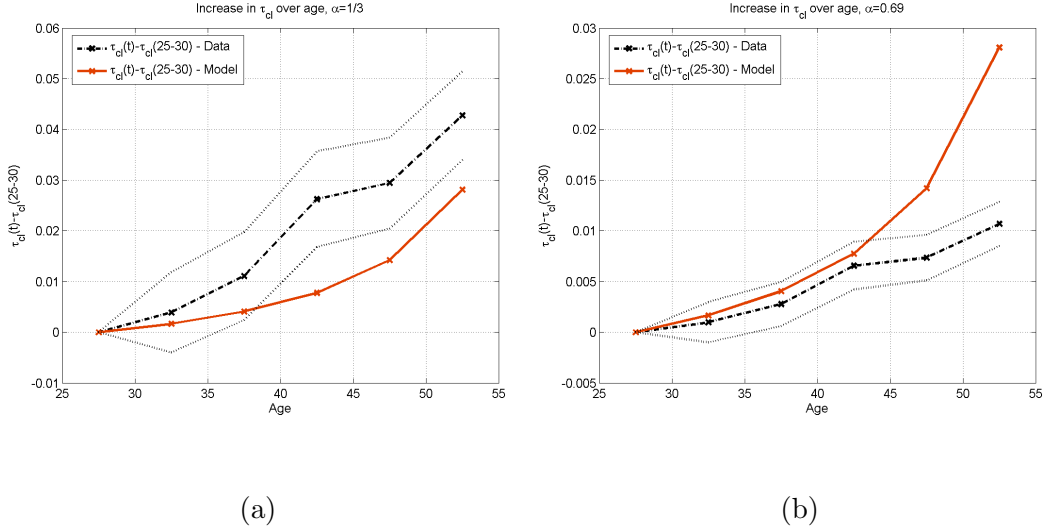 Increase in τcl over age, α=1/3
0.06
0.05
0.04
0.03
0.02
0.01
0
-0.01
τcl(t)-τcl(25-30)
τcl(t)-τcl(25-30) - Data
τcl(t)-τcl(25-30) - Model
25 30 35 40 45 50 55
Age
(a)
Increase in τcl over age, α=0.69
0.03
0.025
0.02
0.015
0.01
0.005
0
-0.005
τcl(t)-τcl(25-30)
τcl(t)-τcl(25-30) - Data
τcl(t)-τcl(25-30) - Model
25 30 35 40 45 50 55
Age
(b)